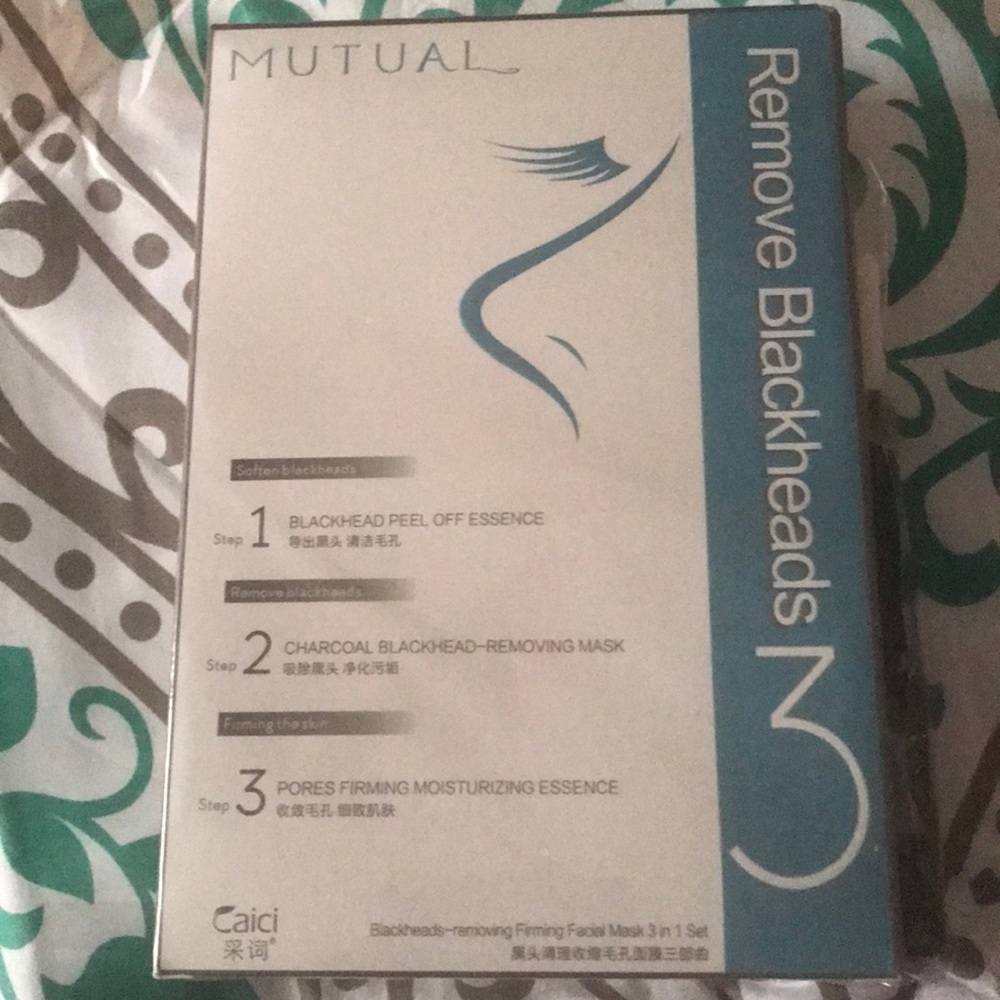 MUTUAL
Remove Blackheads 3
Soften blackheads
Step 1 BLACKHEAD PEEL OFF ESSENCE
导出黑头 清洁毛孔
Remove blackheads
Step 2 CHARCOAL BLACKHEAD-REMOVING MASK
吸除黑头 净化污垢
Firming the skin
Step 3 PORES FIRMING MOISTURIZING ESSENCE
收敛毛孔 细致肌肤
Caici
采词®
Blackheads-removing Firming Facial Mask 3 in 1 Set
黑头清理收缩毛孔面膜三部曲